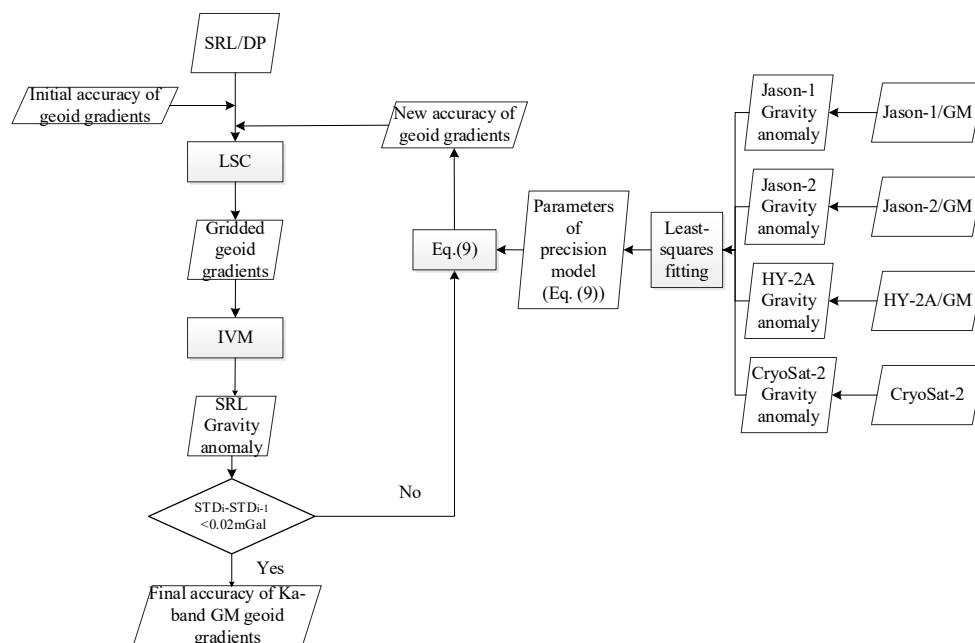 SRL/DP
Initial accuracy of
geoid gradients
New accuracy of
geoid gradients
LSC
Gridded
geoid
gradients
IVM
SRL
Gravity
anomaly
STDi-STDi-1
<0.02mGal
No
Yes
Final accuracy of Ka-
band GM geoid
gradients
Eq.(9)
Parameters
of
precision
model
(Eq. (9))
Least-
squares
fitting
Jason-1
Gravity
anomaly
Jason-1/GM
Jason-2
Gravity
anomaly
Jason-2/GM
HY-2A
Gravity
anomaly
HY-2A/GM
CryoSat-2
Gravity
anomaly
CryoSat-2